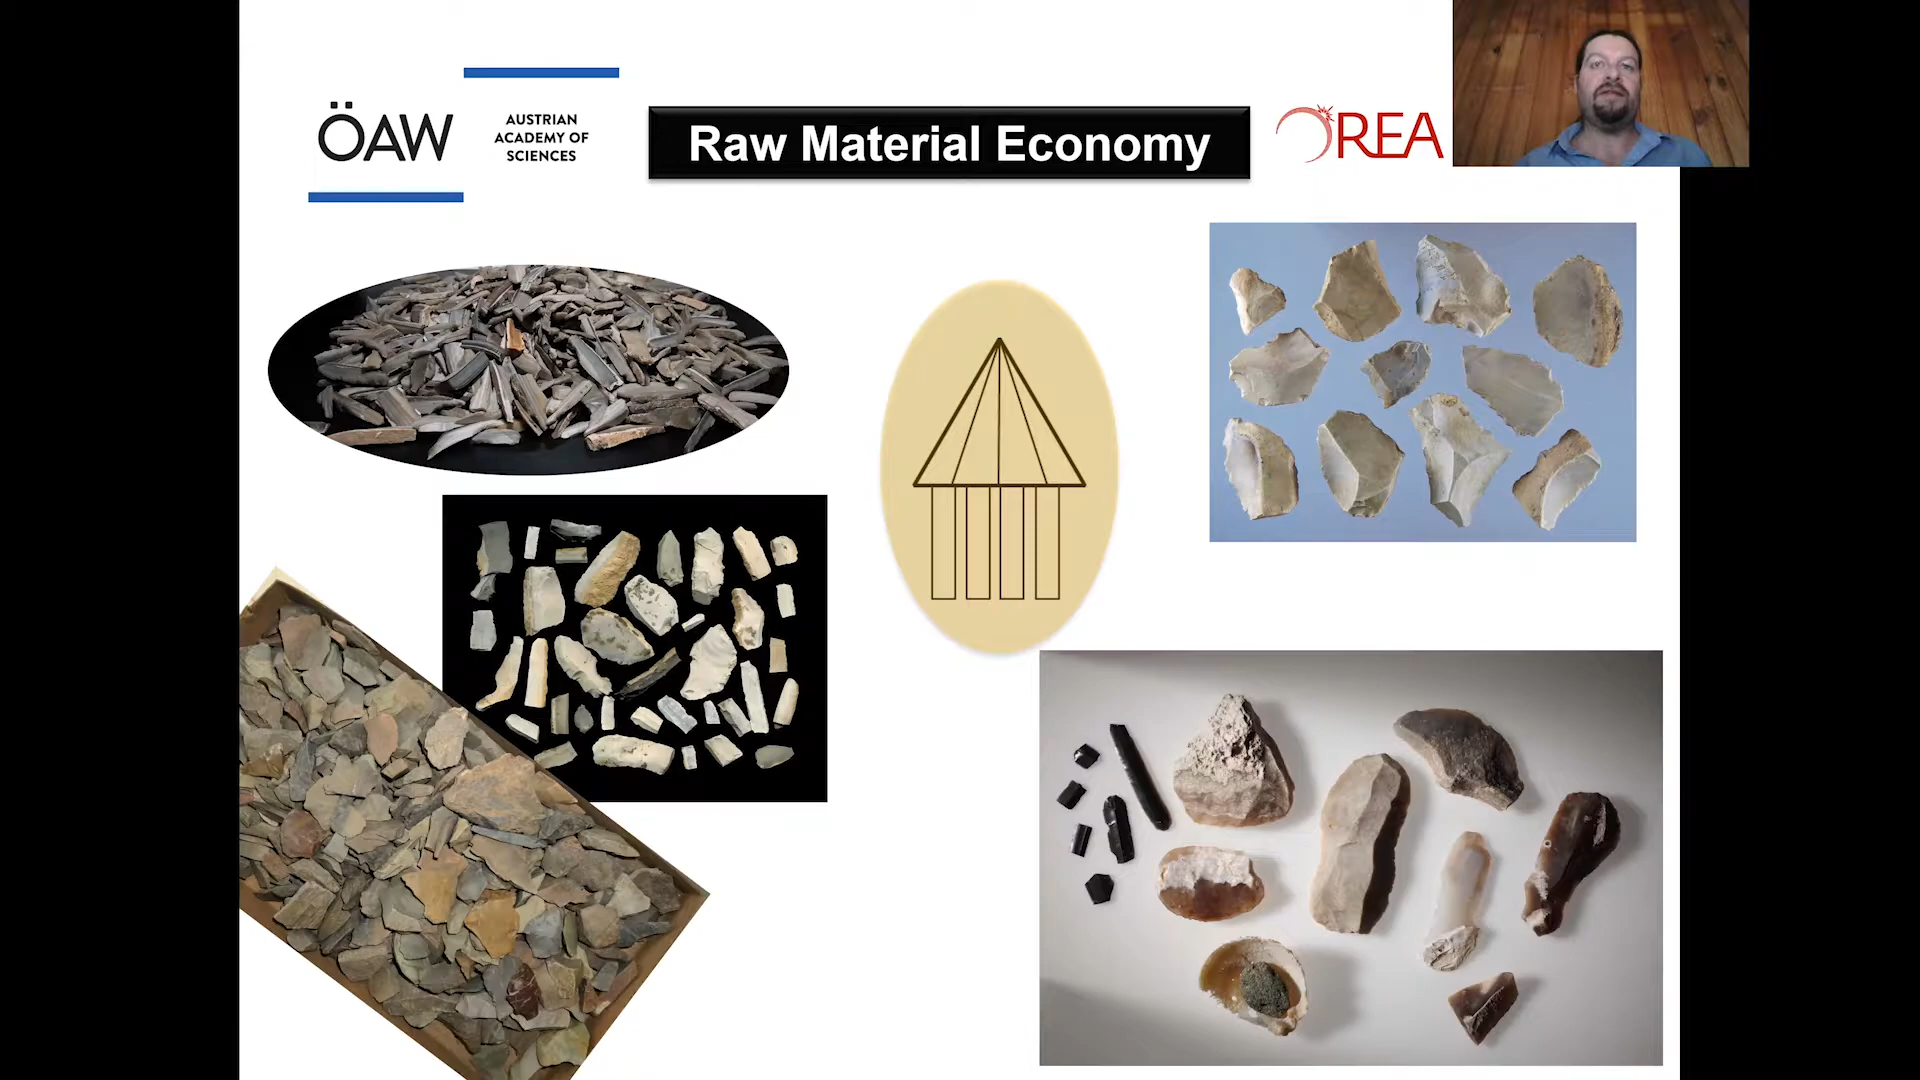 ÖAW
AUSTRIAN
ACADEMY OF
SCIENCES
Raw Material Economy
OREA